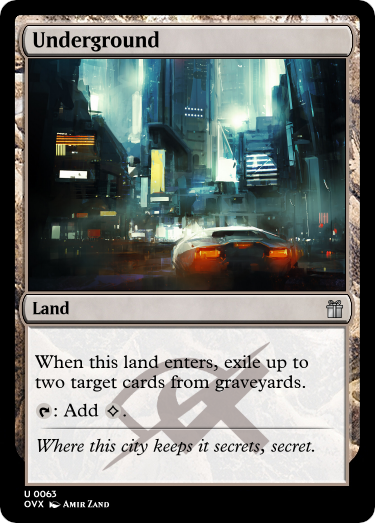 Underground
Land
When this land enters, exile up to
two target cards from graveyards.
: Add .
Where this city keeps it secrets, secret.
U 0063
OVX Amir Zand